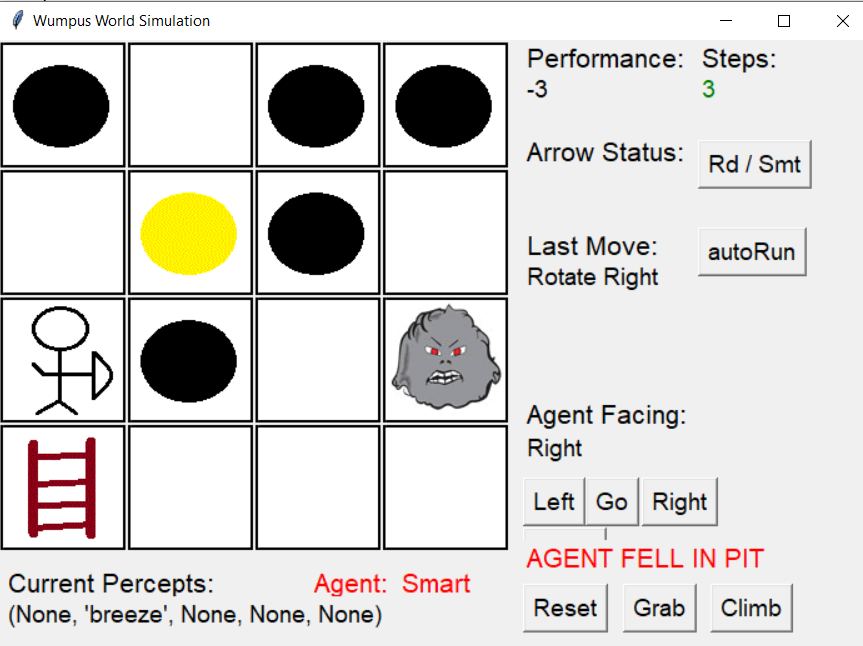 Wumpus World Simulation
Performance: Steps:
-3 3
Arrow Status: Rd / Smt
Last Move: autoRun
Rotate Right
Agent Facing:
Right
Left Go Right
AGENT FELL IN PIT
Current Percepts: Agent: Smart
(None, 'breeze', None, None, None)
Reset Grab Climb